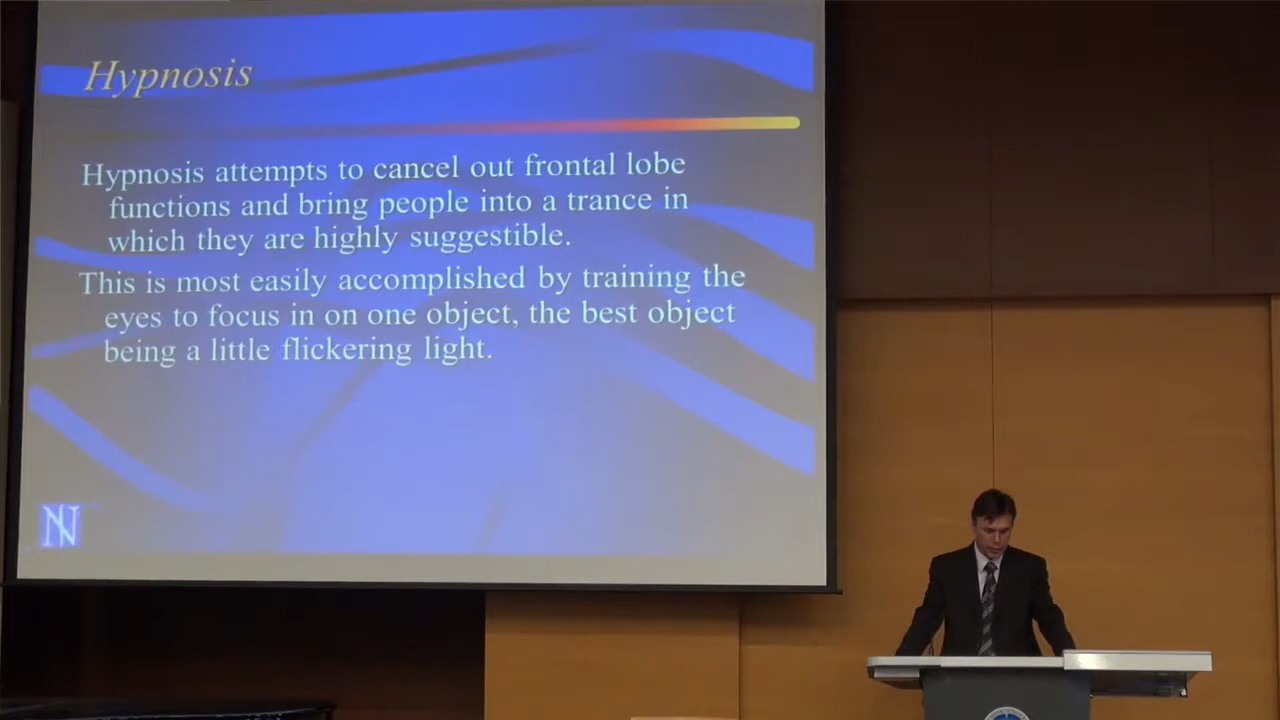 Hypnosis
Hypnosis attempts to cancel out frontal lobe
functions and bring people into a trance in
which they are highly suggestible.
This is most easily accomplished by training the
eyes to focus in on one object, the best object
being a little flickering light.
N